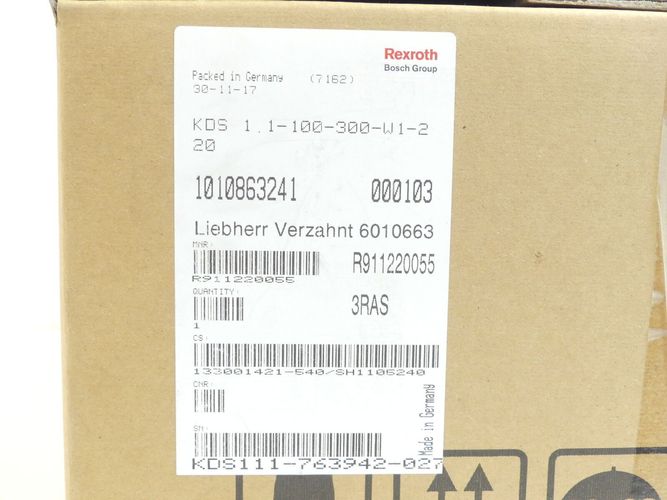 Rexroth
Bosch Group
Packed in Germany (7162)
30-11-17
KDS 1.1-100-300-W1-2
20
1010863241 000103
Liebherr Verzahnt 6010663
MNR:
R911220055
R911220055
QUANTITY:
3RAS
1
CS:
133001421-540/SH1105240
CNR:
Made in Germany
SN:
KDS111-763942-027